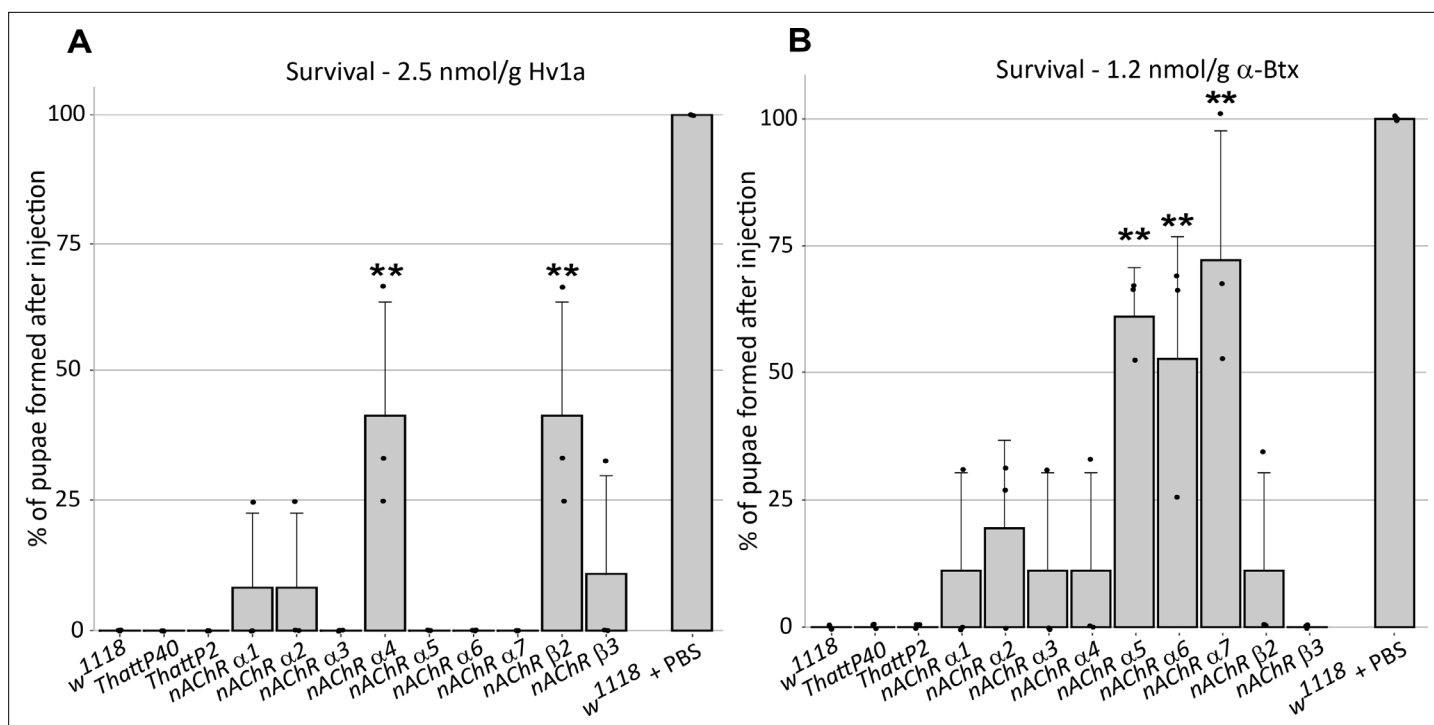 A
Survival - 2.5 nmol/g Hv1a
% of pupae formed after injection
100
75
50
25
0
**
**
w1118
ThattP40
ThattP2
nAChR α1
nAChR α2
nAChR α3
nAChR α4
nAChR α5
nAChR α6
nAChR α7
nAChR β2
nAChR β3
w1118 + PBS
B
Survival - 1.2 nmol/g α-Btx
% of pupae formed after injection
100
75
50
25
0
**
**
**
w1118
ThattP40
ThattP2
nAChR α1
nAChR α2
nAChR α3
nAChR α4
nAChR α5
nAChR α6
nAChR α7
nAChR β2
nAChR β3
w1118 + PBS